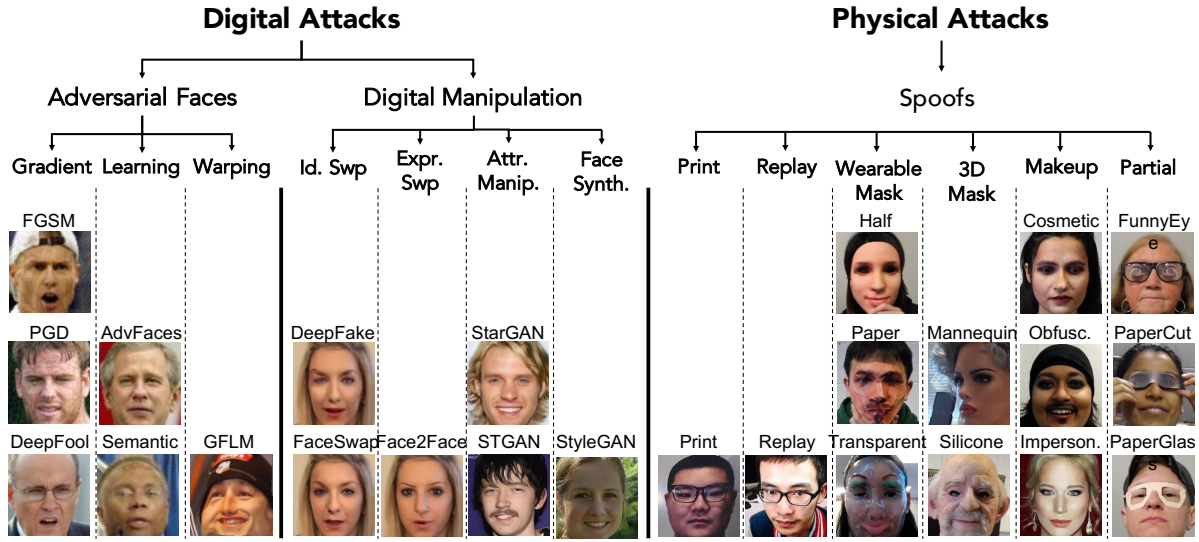 Digital Attacks
Physical Attacks
Adversarial Faces
Digital Manipulation
Spoofs
Gradient
Learning
Warping
Id. Swp
Expr.
Swp
Attr.
Manip.
Face
Synth.
Print
Replay
Wearable
Mask
3D
Mask
Makeup
Partial
FGSM
Half
Cosmetic
FunnyEy
e
PGD
AdvFaces
DeepFake
StarGAN
Paper
Mannequin
Obfusc.
PaperCut
DeepFool
Semantic
GFLM
FaceSwap
Face2Face
STGAN
StyleGAN
Print
Replay
Transparent
Silicone
Imperson.
PaperGlas
s